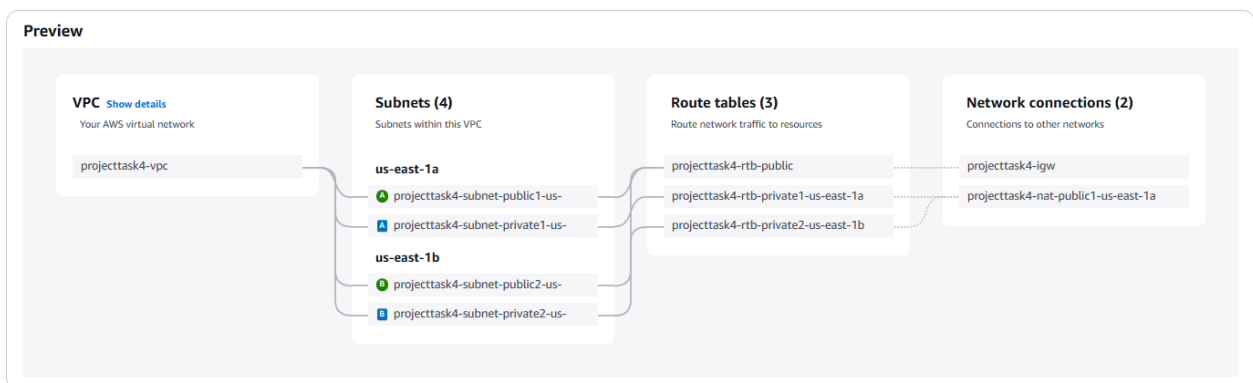 Preview
VPC Show details
Your AWS virtual network
projecttask4-vpc
Subnets (4)
Subnets within this VPC
us-east-1a
A projecttask4-subnet-public1-us-
A projecttask4-subnet-private1-us-
us-east-1b
B projecttask4-subnet-public2-us-
B projecttask4-subnet-private2-us-
Route tables (3)
Route network traffic to resources
projecttask4-rtb-public
projecttask4-rtb-private1-us-east-1a
projecttask4-rtb-private2-us-east-1b
Network connections (2)
Connections to other networks
projecttask4-igw
projecttask4-nat-public1-us-east-1a